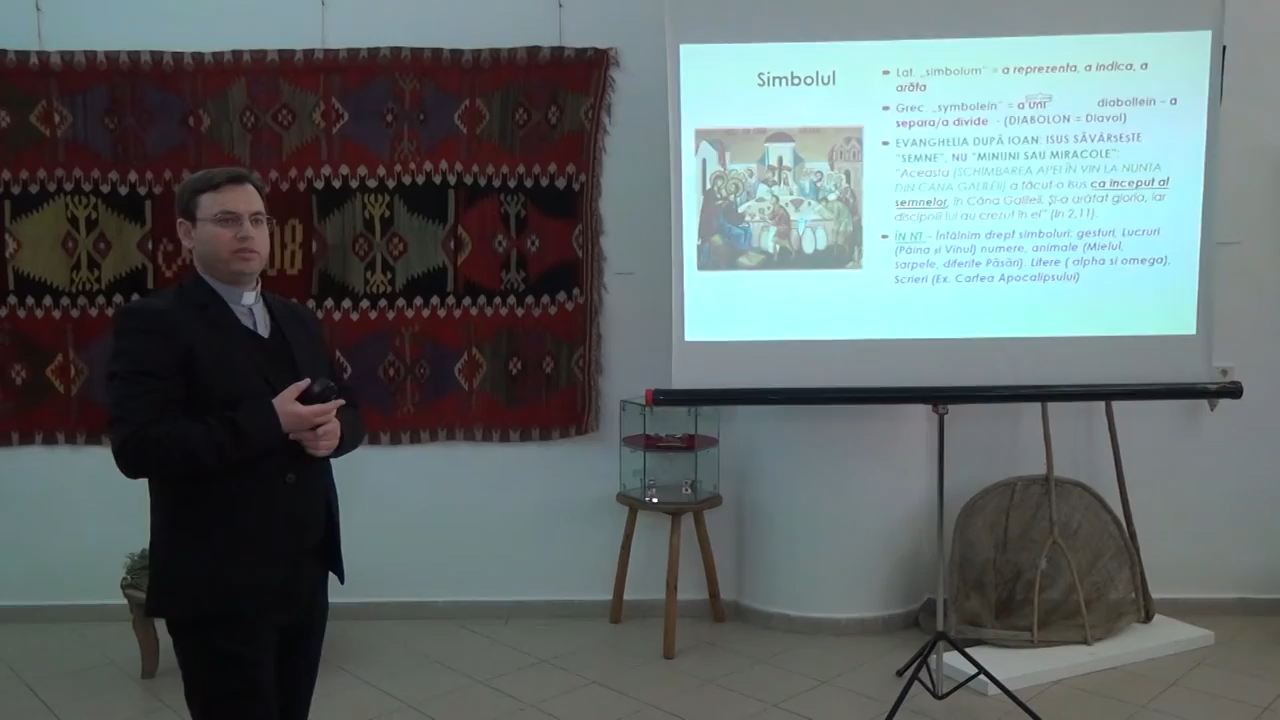 Simbolul
Lat. „simbolum" = a reprezenta, a indica, a
arăta
Grec. „symbolein" = a uni diabollein - a
separa/a divide - (DIABOLON = Diavol)
EVANGHELIA DUPĂ IOAN: ISUS SĂVÂRȘEȘTE
"SEMNE", NU "MINUNI SAU MIRACOLE":
"Aceasta [SCHIMBAREA APEI ÎN VIN LA NUNTA
DIN CANA GALILEII] a făcut-o Isus ca început al
semnelor, în Câna Galileii. Și-a arătat gloria, iar
discipolii lui au crezut în el" (In 2,11).
ÎN NT - întâlnim drept simboluri: gesturi, Lucruri
(Pâina și Vinul) numere, animale (Mielul,
șarpele, diferite Păsări). Litere ( alpha si omega),
Scrieri (Ex. Cartea Apocalipsului)
08